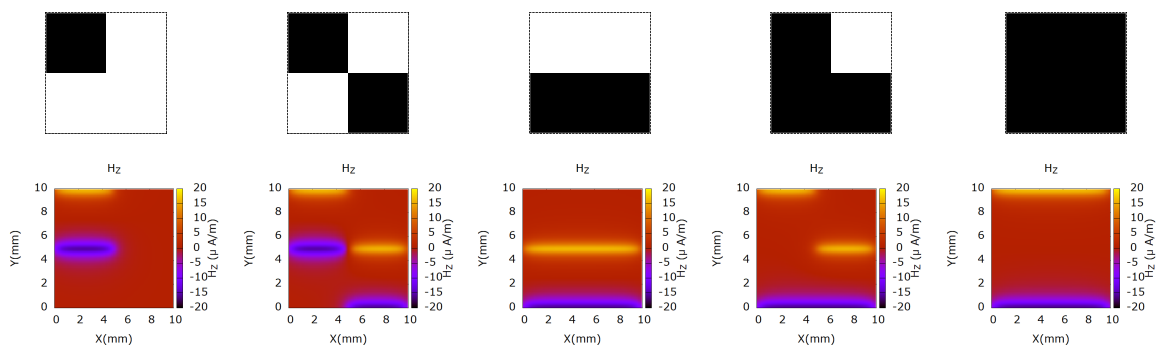 Hz Hz Hz Hz Hz
10 20 10 20 10 20 10 20 10 20
15 15 15 15 15
8 8 8 8 8
10 10 10 10 10
6 5 6 5 6 5 6 5 6 5
Y(mm) 0 Hz (μ A/m) Y(mm) 0 Hz (μ A/m) Y(mm) 0 Hz (μ A/m) Y(mm) 0 Hz (μ A/m) Y(mm) 0 Hz (μ A/m)
4 -5 4 -5 4 -5 4 -5 4 -5
-10 -10 -10 -10 -10
2 2 2 2 2
-15 -15 -15 -15 -15
0 -20 0 -20 0 -20 0 -20 0 -20
0 2 4 6 8 10 0 2 4 6 8 10 0 2 4 6 8 10 0 2 4 6 8 10 0 2 4 6 8 10
X(mm) X(mm) X(mm) X(mm) X(mm)